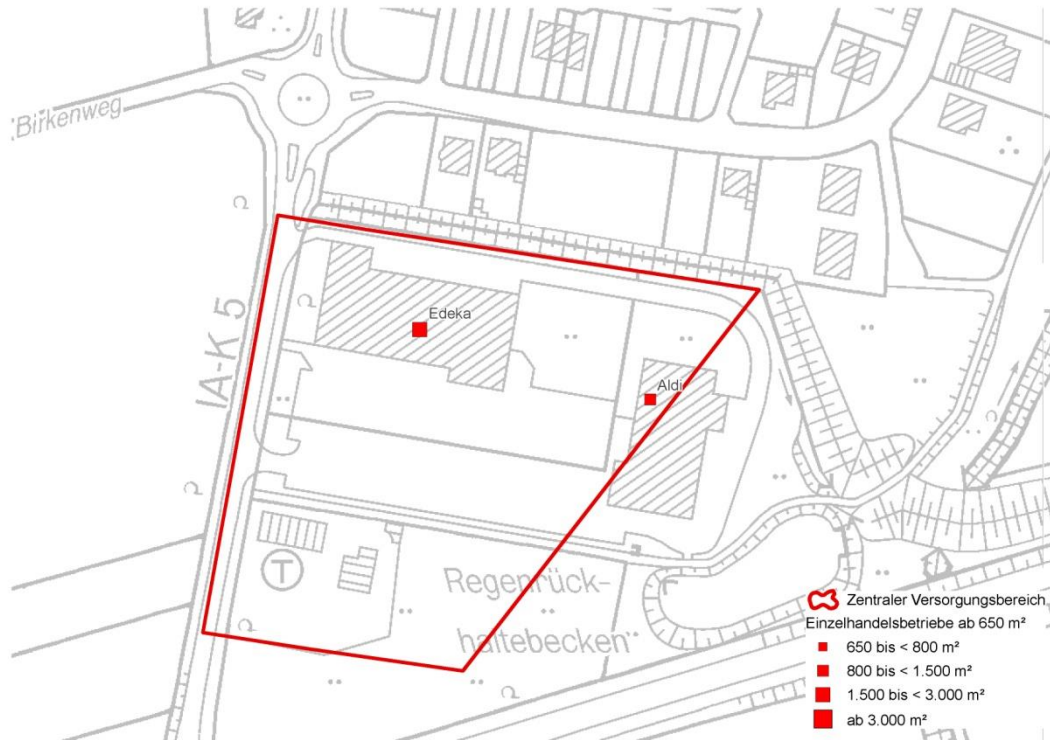 Birkenweg
IA-K 5
Edeka
Aldi
T
Regenrück-
haltebecken
Zentraler Versorgungsbereich
Einzelhandelsbetriebe ab 650 m²
650 bis < 800 m²
800 bis < 1.500 m²
1.500 bis < 3.000 m²
ab 3.000 m²